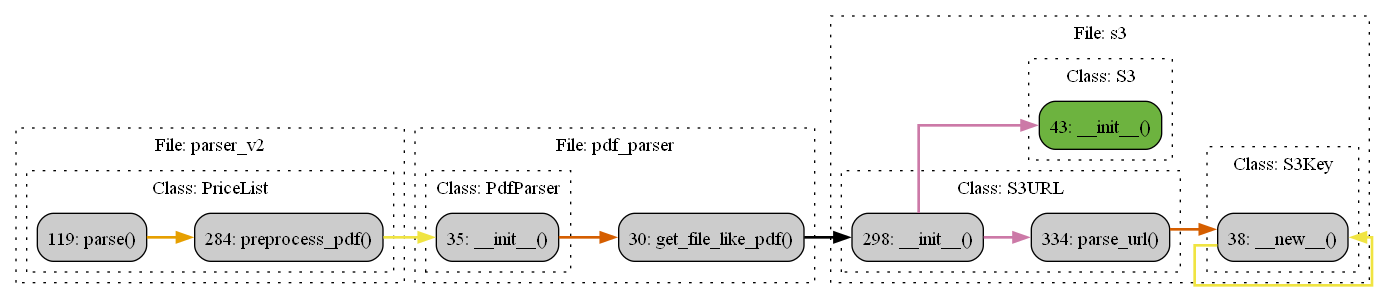 File: s3
Class: S3
43: __init__()
File: parser_v2
Class: PriceList
119: parse()
284: preprocess_pdf()
File: pdf_parser
Class: PdfParser
35: __init__()
30: get_file_like_pdf()
Class: S3URL
298: __init__()
334: parse_url()
Class: S3Key
38: __new__()